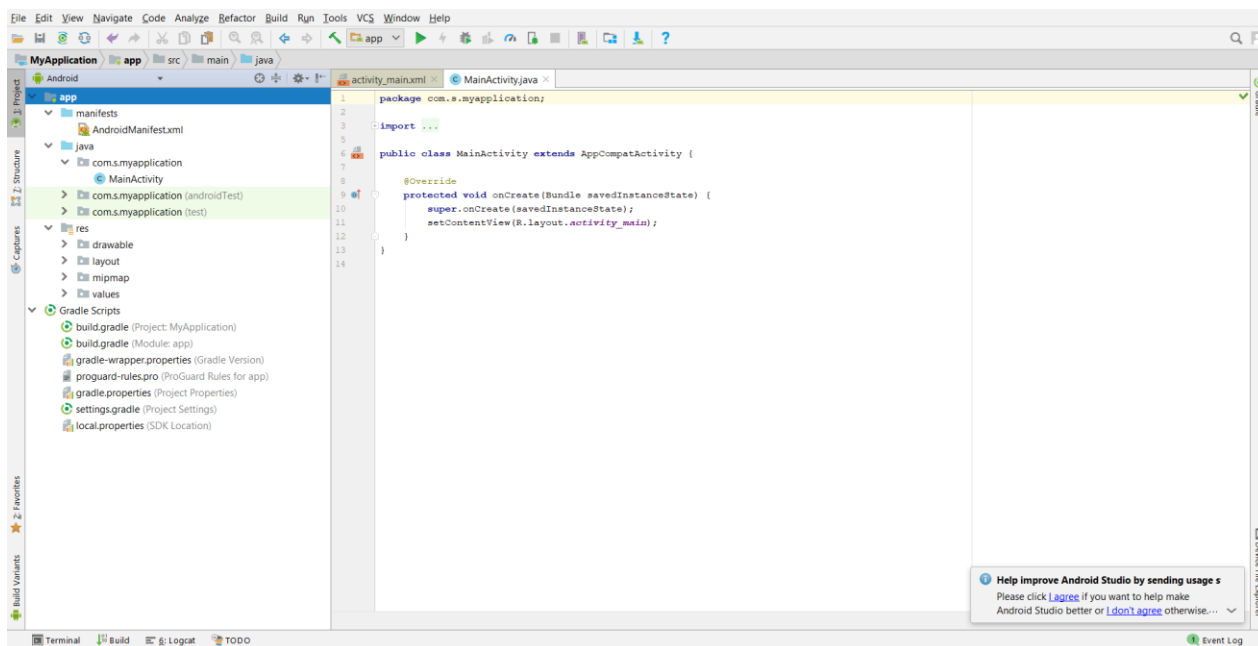 File Edit View Navigate Code Analyze Refactor Build Run Tools VCS Window Help
app
MyApplication app src main java
Android
activity_main.xml MainActivity.java
1: Project
Z: Structure
Captures
2: Favorites
Build Variants
app
manifests
AndroidManifest.xml
java
com.s.myapplication
MainActivity
com.s.myapplication (androidTest)
com.s.myapplication (test)
res
drawable
layout
mipmap
values
Gradle Scripts
build.gradle (Project: MyApplication)
build.gradle (Module: app)
gradle-wrapper.properties (Gradle Version)
proguard-rules.pro (ProGuard Rules for app)
gradle.properties (Project Properties)
settings.gradle (Project Settings)
local.properties (SDK Location)
1 package com.s.myapplication;
2
3 import ...
5
6 public class MainActivity extends AppCompatActivity {
7
8 @Override
9 protected void onCreate(Bundle savedInstanceState) {
10 super.onCreate(savedInstanceState);
11 setContentView(R.layout.activity_main);
12 }
13 }
14
Help improve Android Studio by sending usage s
Please click I agree if you want to help make
Android Studio better or I don't agree otherwise....
Terminal Build 6: Logcat TODO 1 Event Log